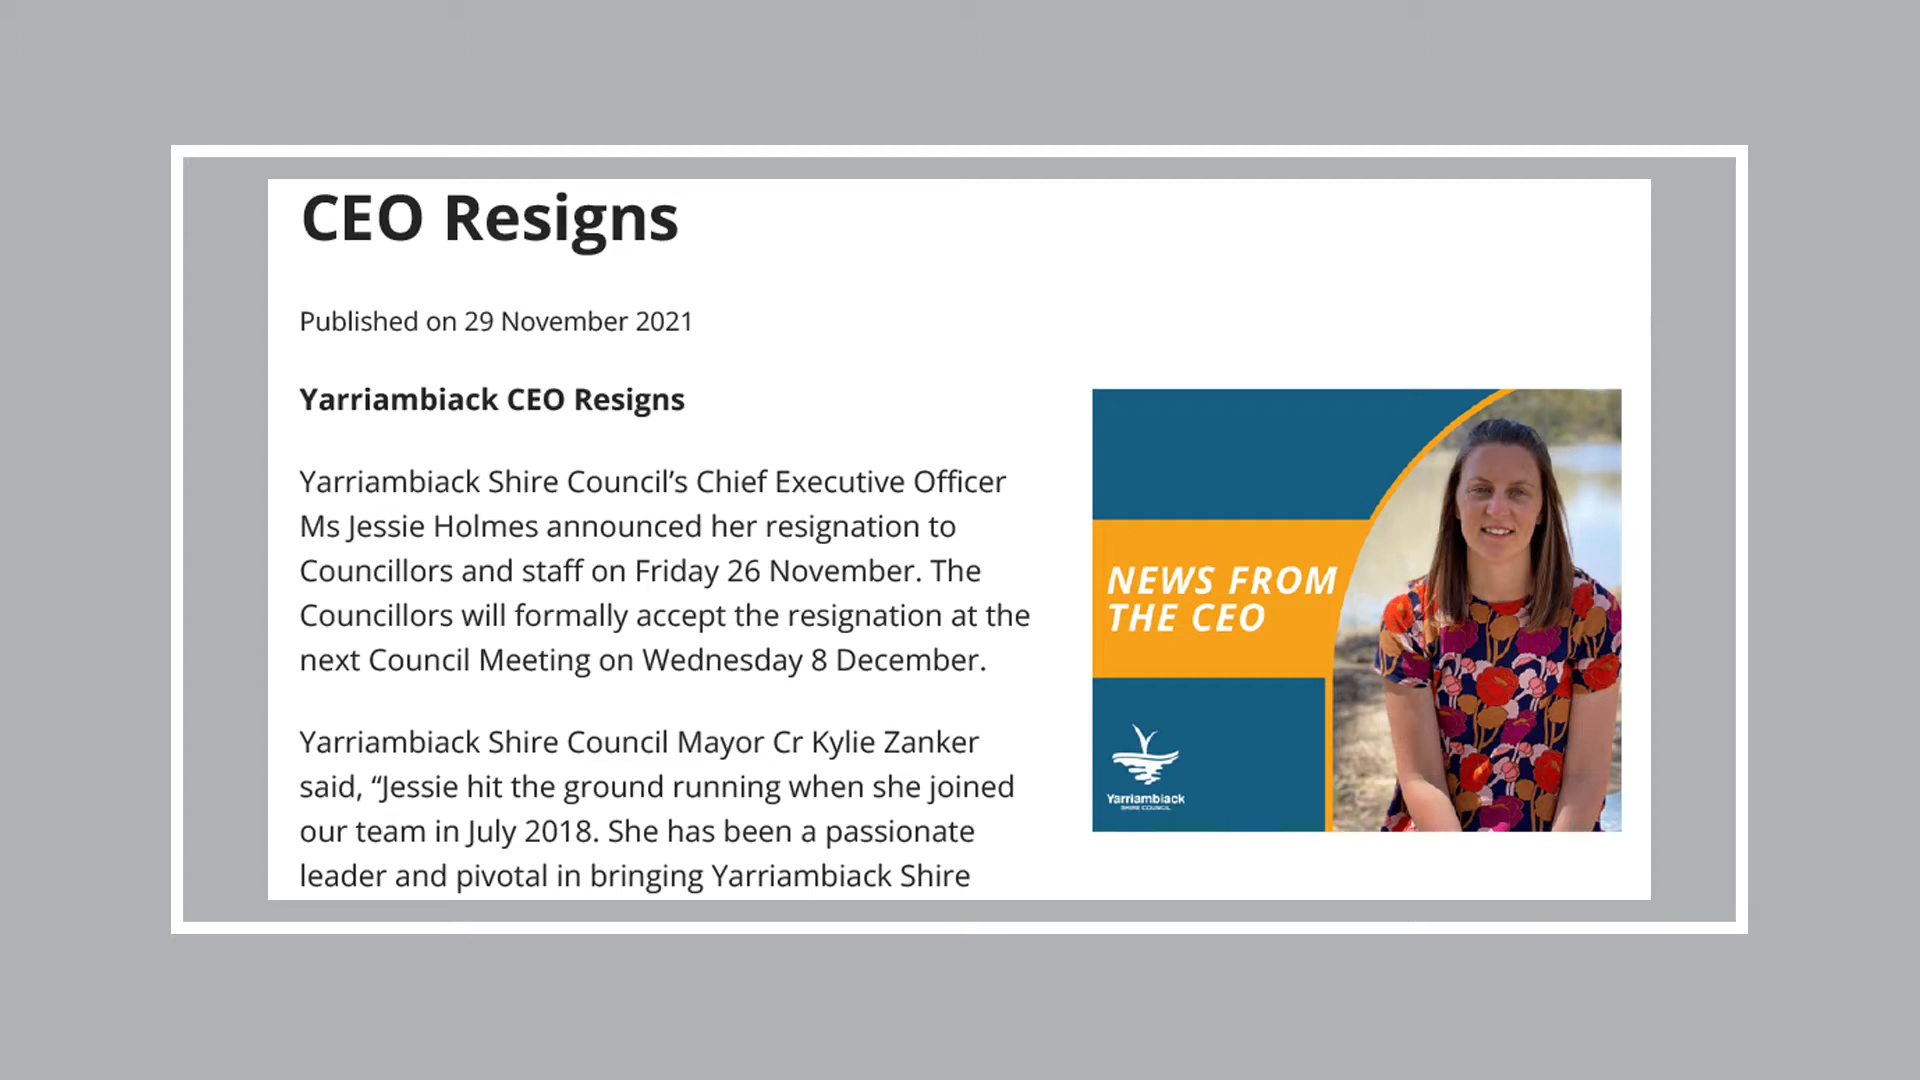 CEO Resigns
Published on 29 November 2021
Yarriambiack CEO Resigns
Yarriambiack Shire Council’s Chief Executive Officer
Ms Jessie Holmes announced her resignation to
Councillors and staff on Friday 26 November. The
Councillors will formally accept the resignation at the
next Council Meeting on Wednesday 8 December.
Yarriambiack Shire Council Mayor Cr Kylie Zanker
said, “Jessie hit the ground running when she joined
our team in July 2018. She has been a passionate
leader and pivotal in bringing Yarriambiack Shire
NEWS FROM
THE CEO
Yarriambiack
SHIRE COUNCIL